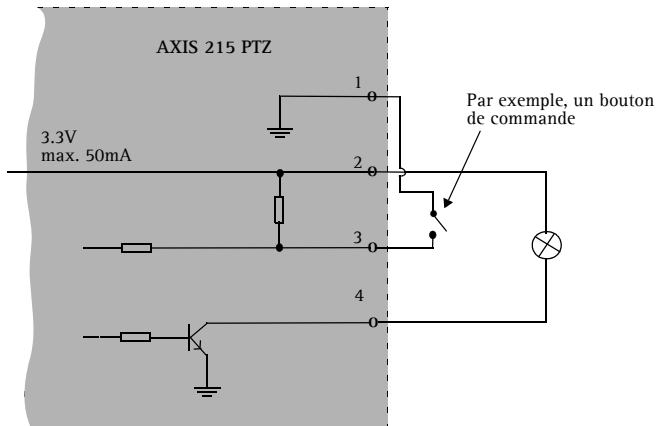 AXIS 215 PTZ
1
Par exemple, un bouton
de commande
3.3V
max. 50mA
2
3
4